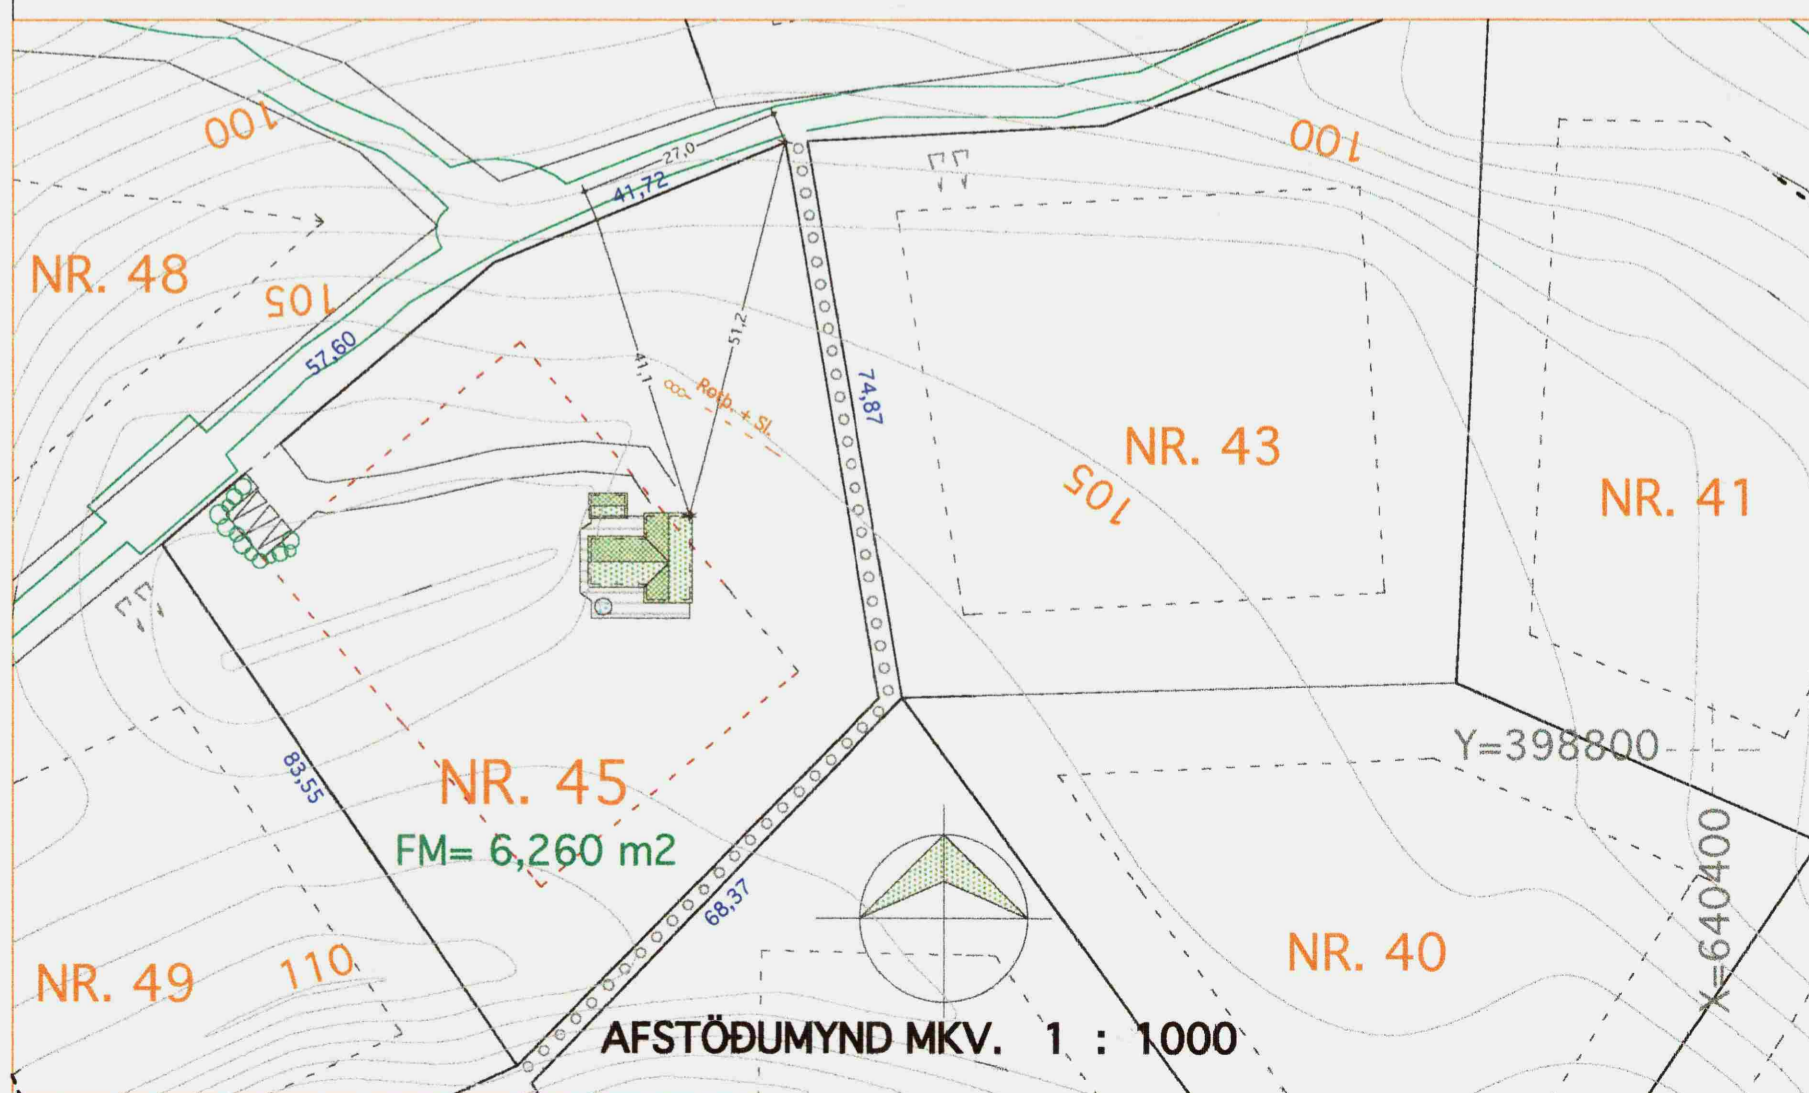 100
100
27,0
41,72
NR. 48
105
57,60
51,2
41,1
Rotþ. + Sl.
74,87
NR. 43
105
NR. 41
Y=398800
83,55
NR. 45
FM= 6,260 m2
68,37
X=640400
NR. 40
NR. 49
110
AFSTÖÐUMYND MKV. 1 : 1000